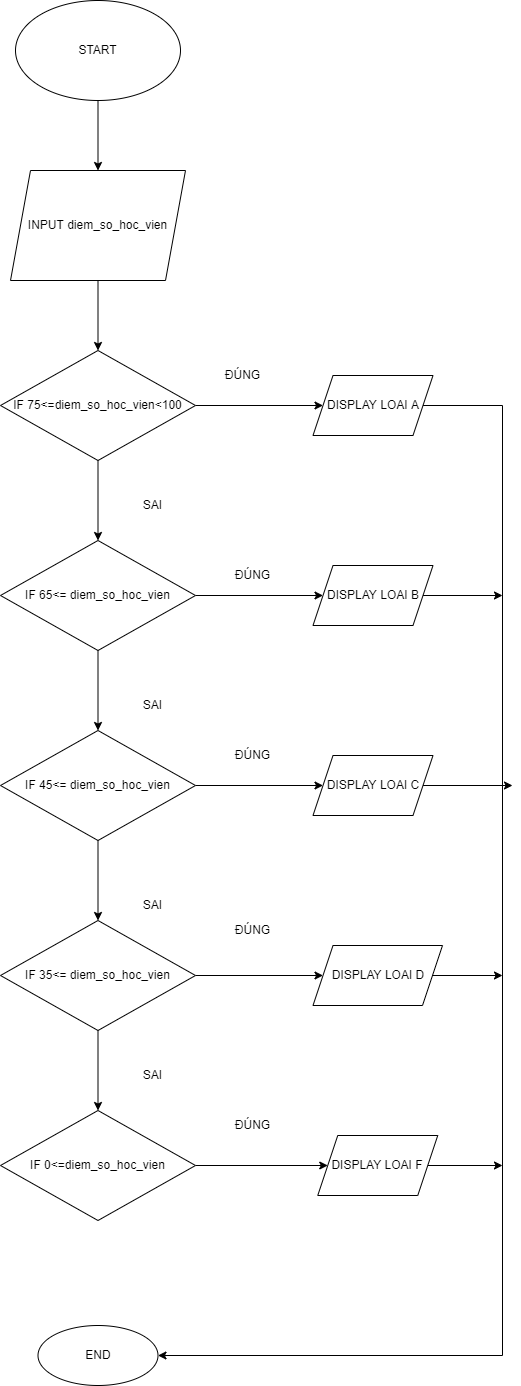 START
INPUT diem_so_hoc_vien
ĐÚNG
IF 75<=diem_so_hoc_vien<100
DISPLAY LOAI A
SAI
ĐÚNG
IF 65<= diem_so_hoc_vien
DISPLAY LOAI B
SAI
ĐÚNG
IF 45<= diem_so_hoc_vien
DISPLAY LOAI C
SAI
ĐÚNG
IF 35<= diem_so_hoc_vien
DISPLAY LOAI D
SAI
ĐÚNG
IF 0<=diem_so_hoc_vien
DISPLAY LOAI F
END